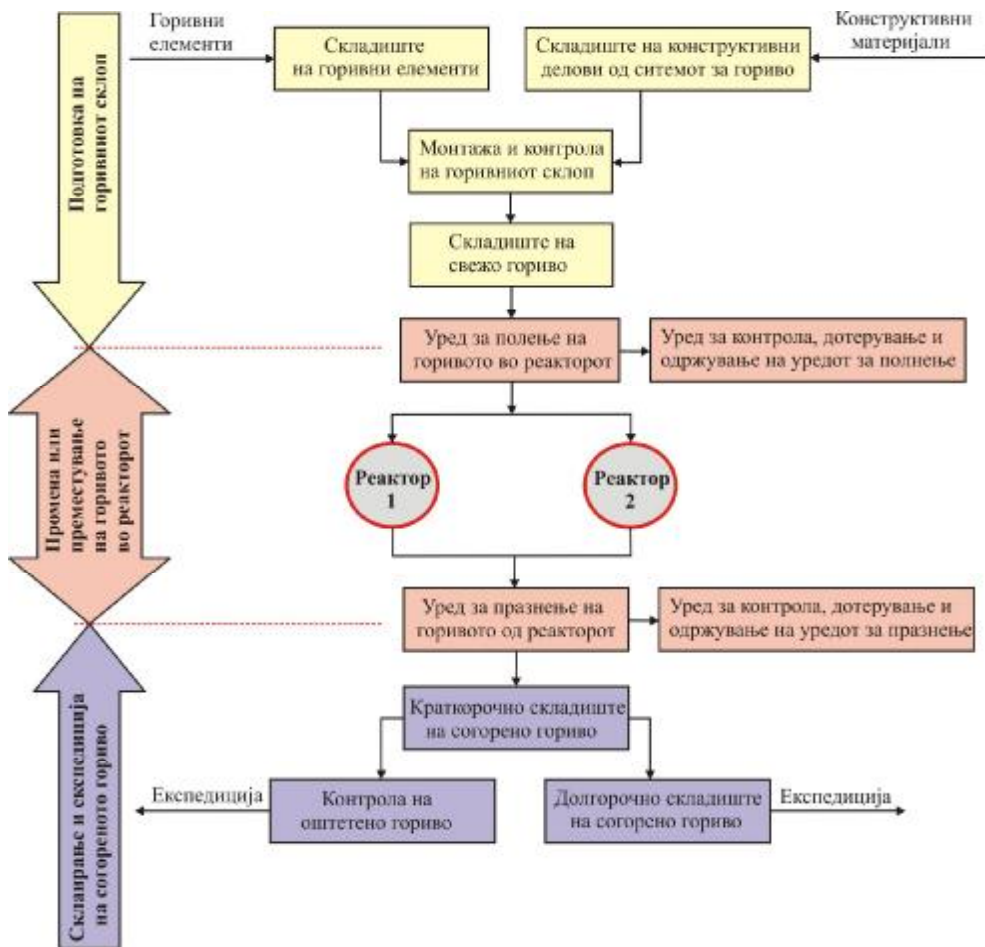 Горивни
елементи
Складиште
на горивни елементи
Складиште на конструктивни
делови од ситемот за гориво
Конструктивни
материјали
Подготовка на
горивниот склоп
Монтажа и контрола
на горивниот склоп
Складиште на
свежо гориво
Уред за полење на
горивото во реакторот
Уред за контрола, дотерување и
одржување на уредот за полнење
Промена или
преместување
на горивото
во реакторот
Реактор
1
Реактор
2
Уред за празнење на
горивото од реакторот
Уред за контрола, дотерување и
одржување на уредот за празнење
Складирање и експедиција
на согореното гориво
Краткорочно складиште
на согорено гориво
Експедиција
Контрола на
оштетено гориво
Долгорочно складиште
на согорено гориво
Експедиција